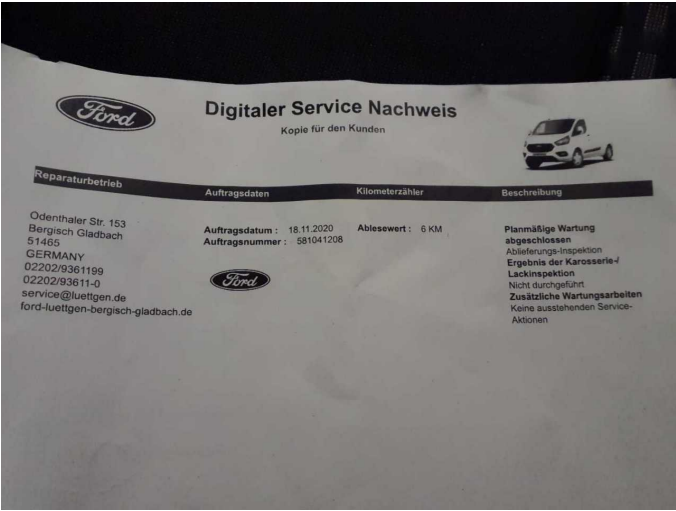 Ford
Digitaler Service Nachweis
Kopie für den Kunden
Reparaturbetrieb
Auftragsdaten
Kilometerzähler
Beschreibung
Odenthaler Str. 153
Bergisch Gladbach
51465
GERMANY
02202/9361199
02202/93611-0
service@luettgen.de
ford-luettgen-bergisch-gladbach.de
Auftragsdatum : 18.11.2020
Auftragsnummer : 581041208
Ford
Ablesewert : 6 KM
Planmäßige Wartung
abgeschlossen
Ablieferungs-Inspektion
Ergebnis der Karosserie-/
Lackinspektion
Nicht durchgeführt
Zusätzliche Wartungsarbeiten
Keine ausstehenden Service-
Aktionen